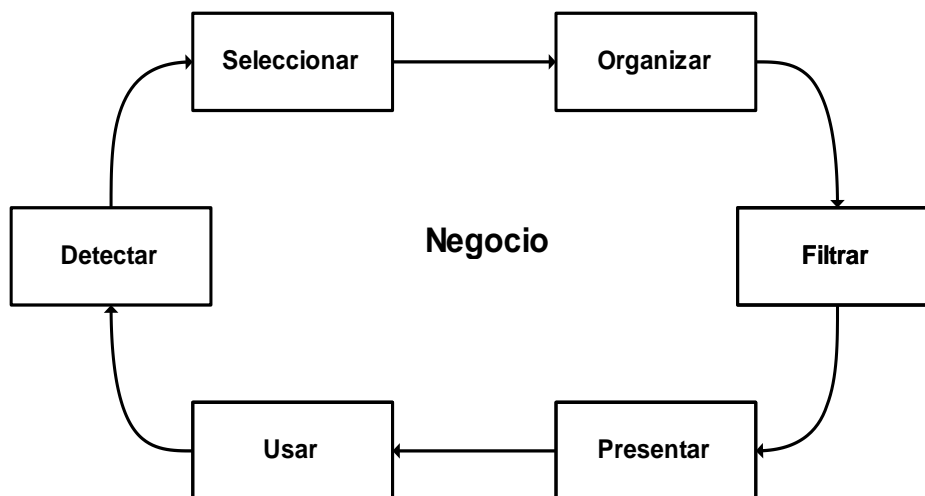 Seleccionar
Organizar
Detectar
Negocio
Filtrar
Usar
Presentar